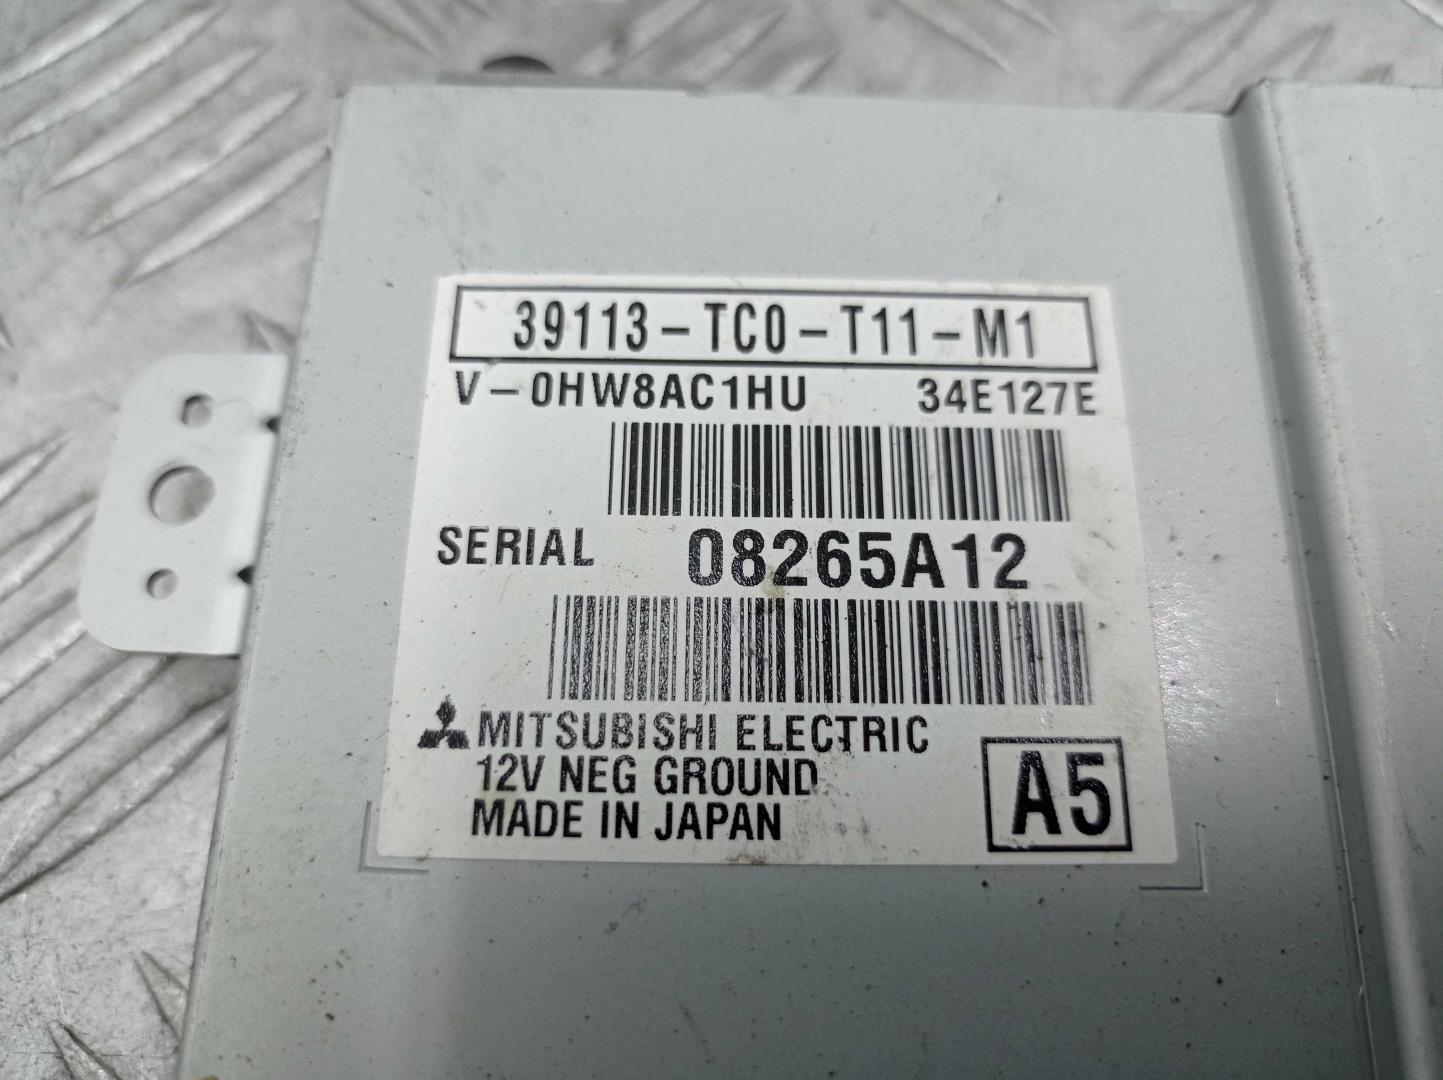 39113-TC0-T11-M1
V-0HW8AC1HU 34E127E
SERIAL 08265A12
MITSUBISHI ELECTRIC
12V NEG GROUND
MADE IN JAPAN
A5